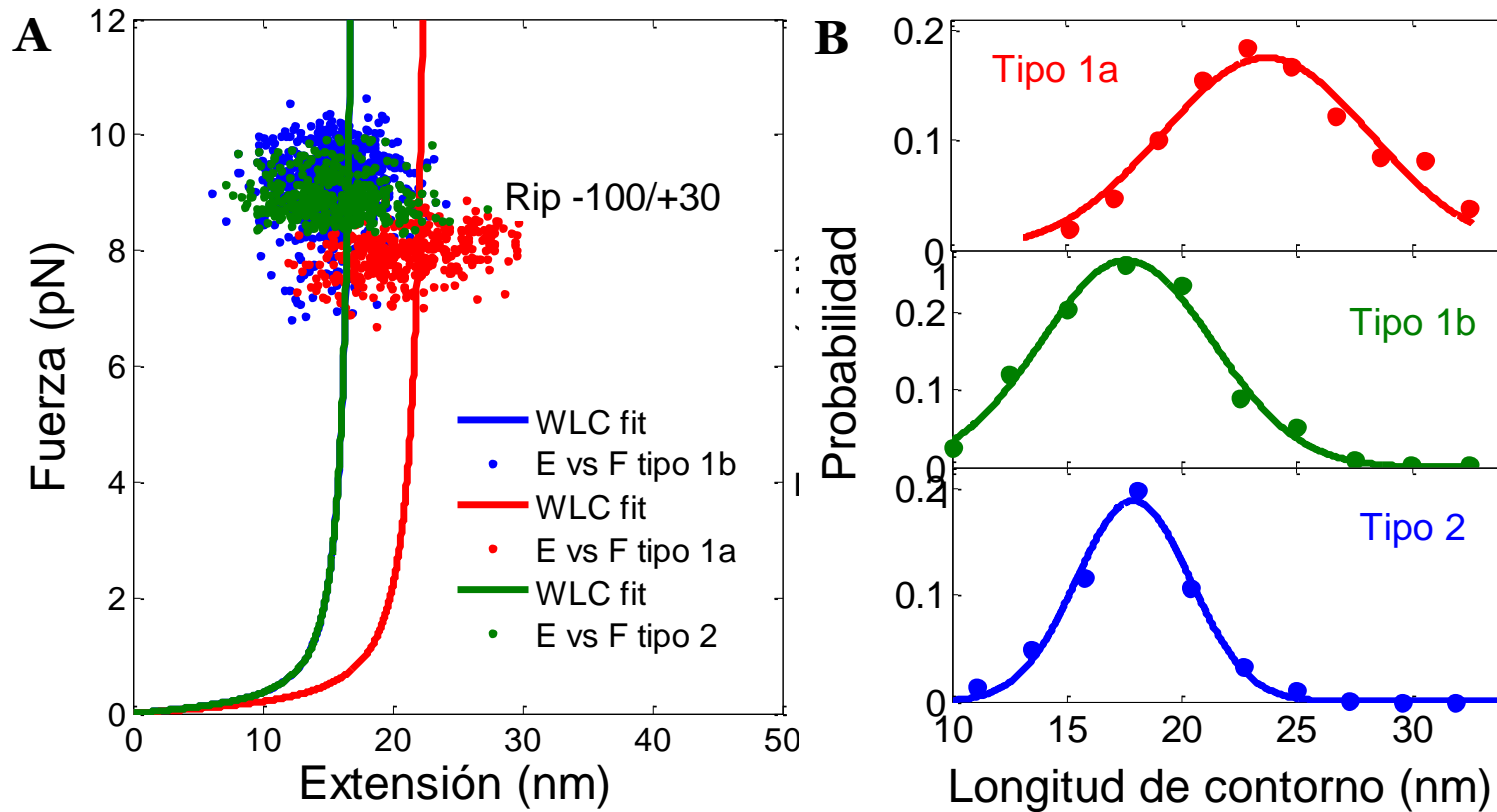 A
Fuerza (pN)
12
10
8
6
4
2
0
Rip -100/+30
WLC fit
E vs F tipo 1b
WLC fit
E vs F tipo 1a
WLC fit
E vs F tipo 2
0 10 20 30 40 50
Extensión (nm)
B
Probabilidad
0.2
0.1
0
Tipo 1a
1
0.2
0.1
0
Tipo 1b
0.2
0.1
0
Tipo 2
10 15 20 25 30
Longitud de contorno (nm)